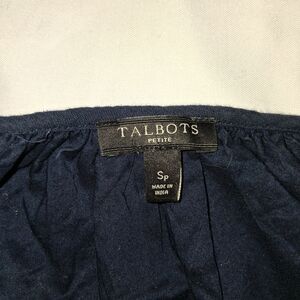 TALBOTS
PETITE
Sp
MADE IN
INDIA